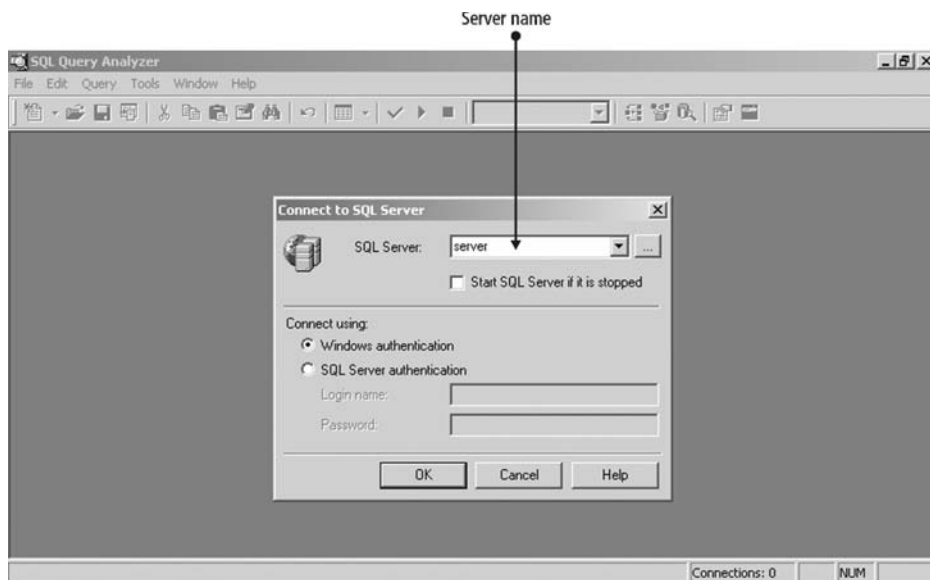 Server name
SQL Query Analyzer
File Edit Query Tools Window Help
Connect to SQL Server
SQL Server: server ...
Start SQL Server if it is stopped
Connect using:
Windows authentication
SQL Server authentication
Login name:
Password:
OK Cancel Help
Connections: 0 NUM